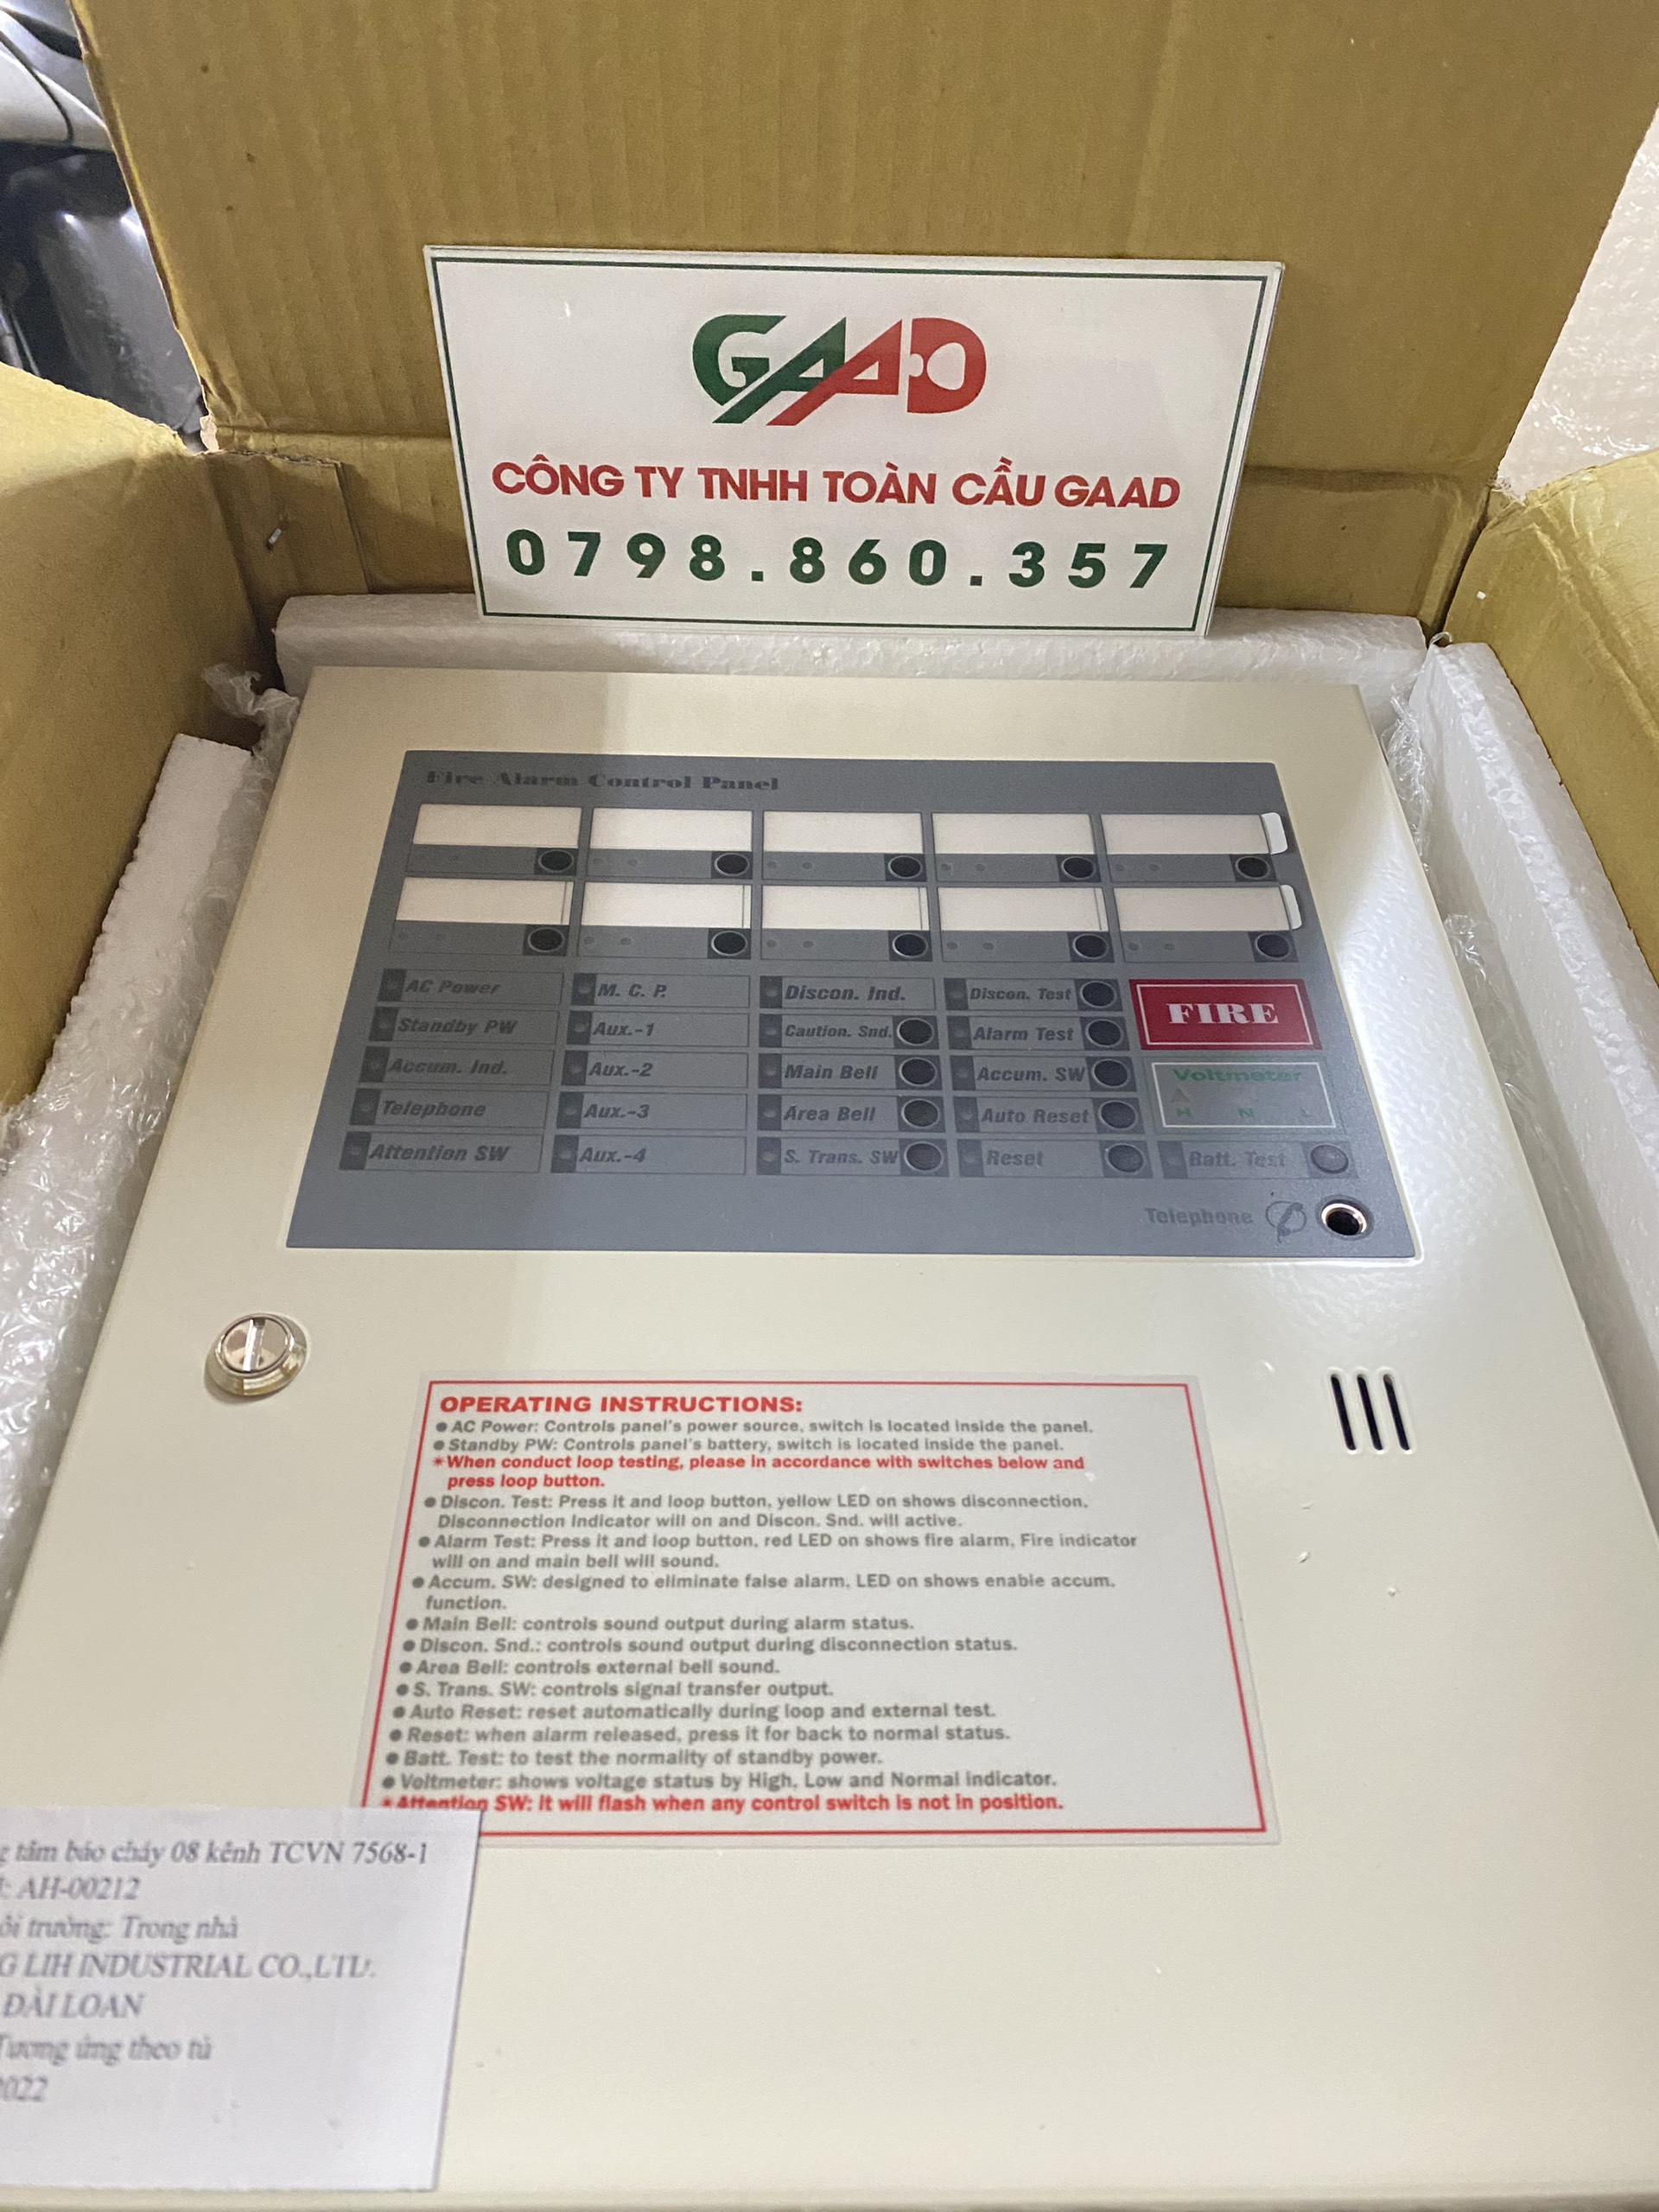 GAAD
CÔNG TY TNHH TOÀN CẦU GAAD
0798.860.357
Fire Alarm Control Panel
AC Power
M. C. P.
Discon. Ind.
Discon. Test
FIRE
Standby PW
Aux.-1
Caution. Snd.
Alarm Test
Accum. Ind.
Aux.-2
Main Bell
Accum. SW
Voltmeter
H N L
Telephone
Aux.-3
Area Bell
Auto Reset
Attention SW
Aux.-4
S. Trans. SW
Reset
Batt. Test
Telephone
OPERATING INSTRUCTIONS:
● AC Power: Controls panel's power source, switch is located inside the panel.
● Standby PW: Controls panel's battery, switch is located inside the panel.
*When conduct loop testing, please in accordance with switches below and
press loop button.
● Discon. Test: Press it and loop button, yellow LED on shows disconnection,
Disconnection Indicator will on and Discon. Snd. will active.
● Alarm Test: Press it and loop button, red LED on shows fire alarm, Fire indicator
will on and main bell will sound.
● Accum. SW: designed to eliminate false alarm, LED on shows enable accum.
function.
● Main Bell: controls sound output during alarm status.
● Discon. Snd.: controls sound output during disconnection status.
● Area Bell: controls external bell sound.
● S. Trans. SW: controls signal transfer output.
● Auto Reset: reset automatically during loop and external test.
● Reset: when alarm released, press it for back to normal status.
● Batt. Test: to test the normality of standby power.
● Voltmeter: shows voltage status by High, Low and Normal indicator.
*Attention SW: it will flash when any control switch is not in position.
tâm báo cháy 08 kênh TCVN 7568-1
AH-00212
trường: Trong nhà
LIH INDUSTRIAL CO.,LTD.
ĐÀI LOAN
Tương ứng theo tủ
2022